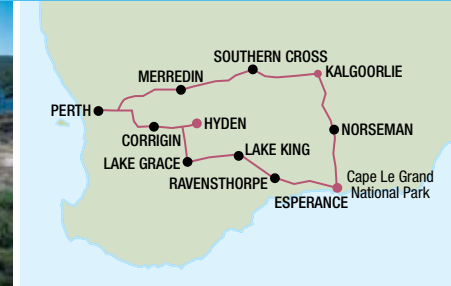 SOUTHERN CROSS
KALGOORLIE
MERREDIN
PERTH
HYDEN
NORSEMAN
CORRIGIN
LAKE KING
LAKE GRACE
RAVENSTHORPE
Cape Le Grand
National Park
ESPERANCE